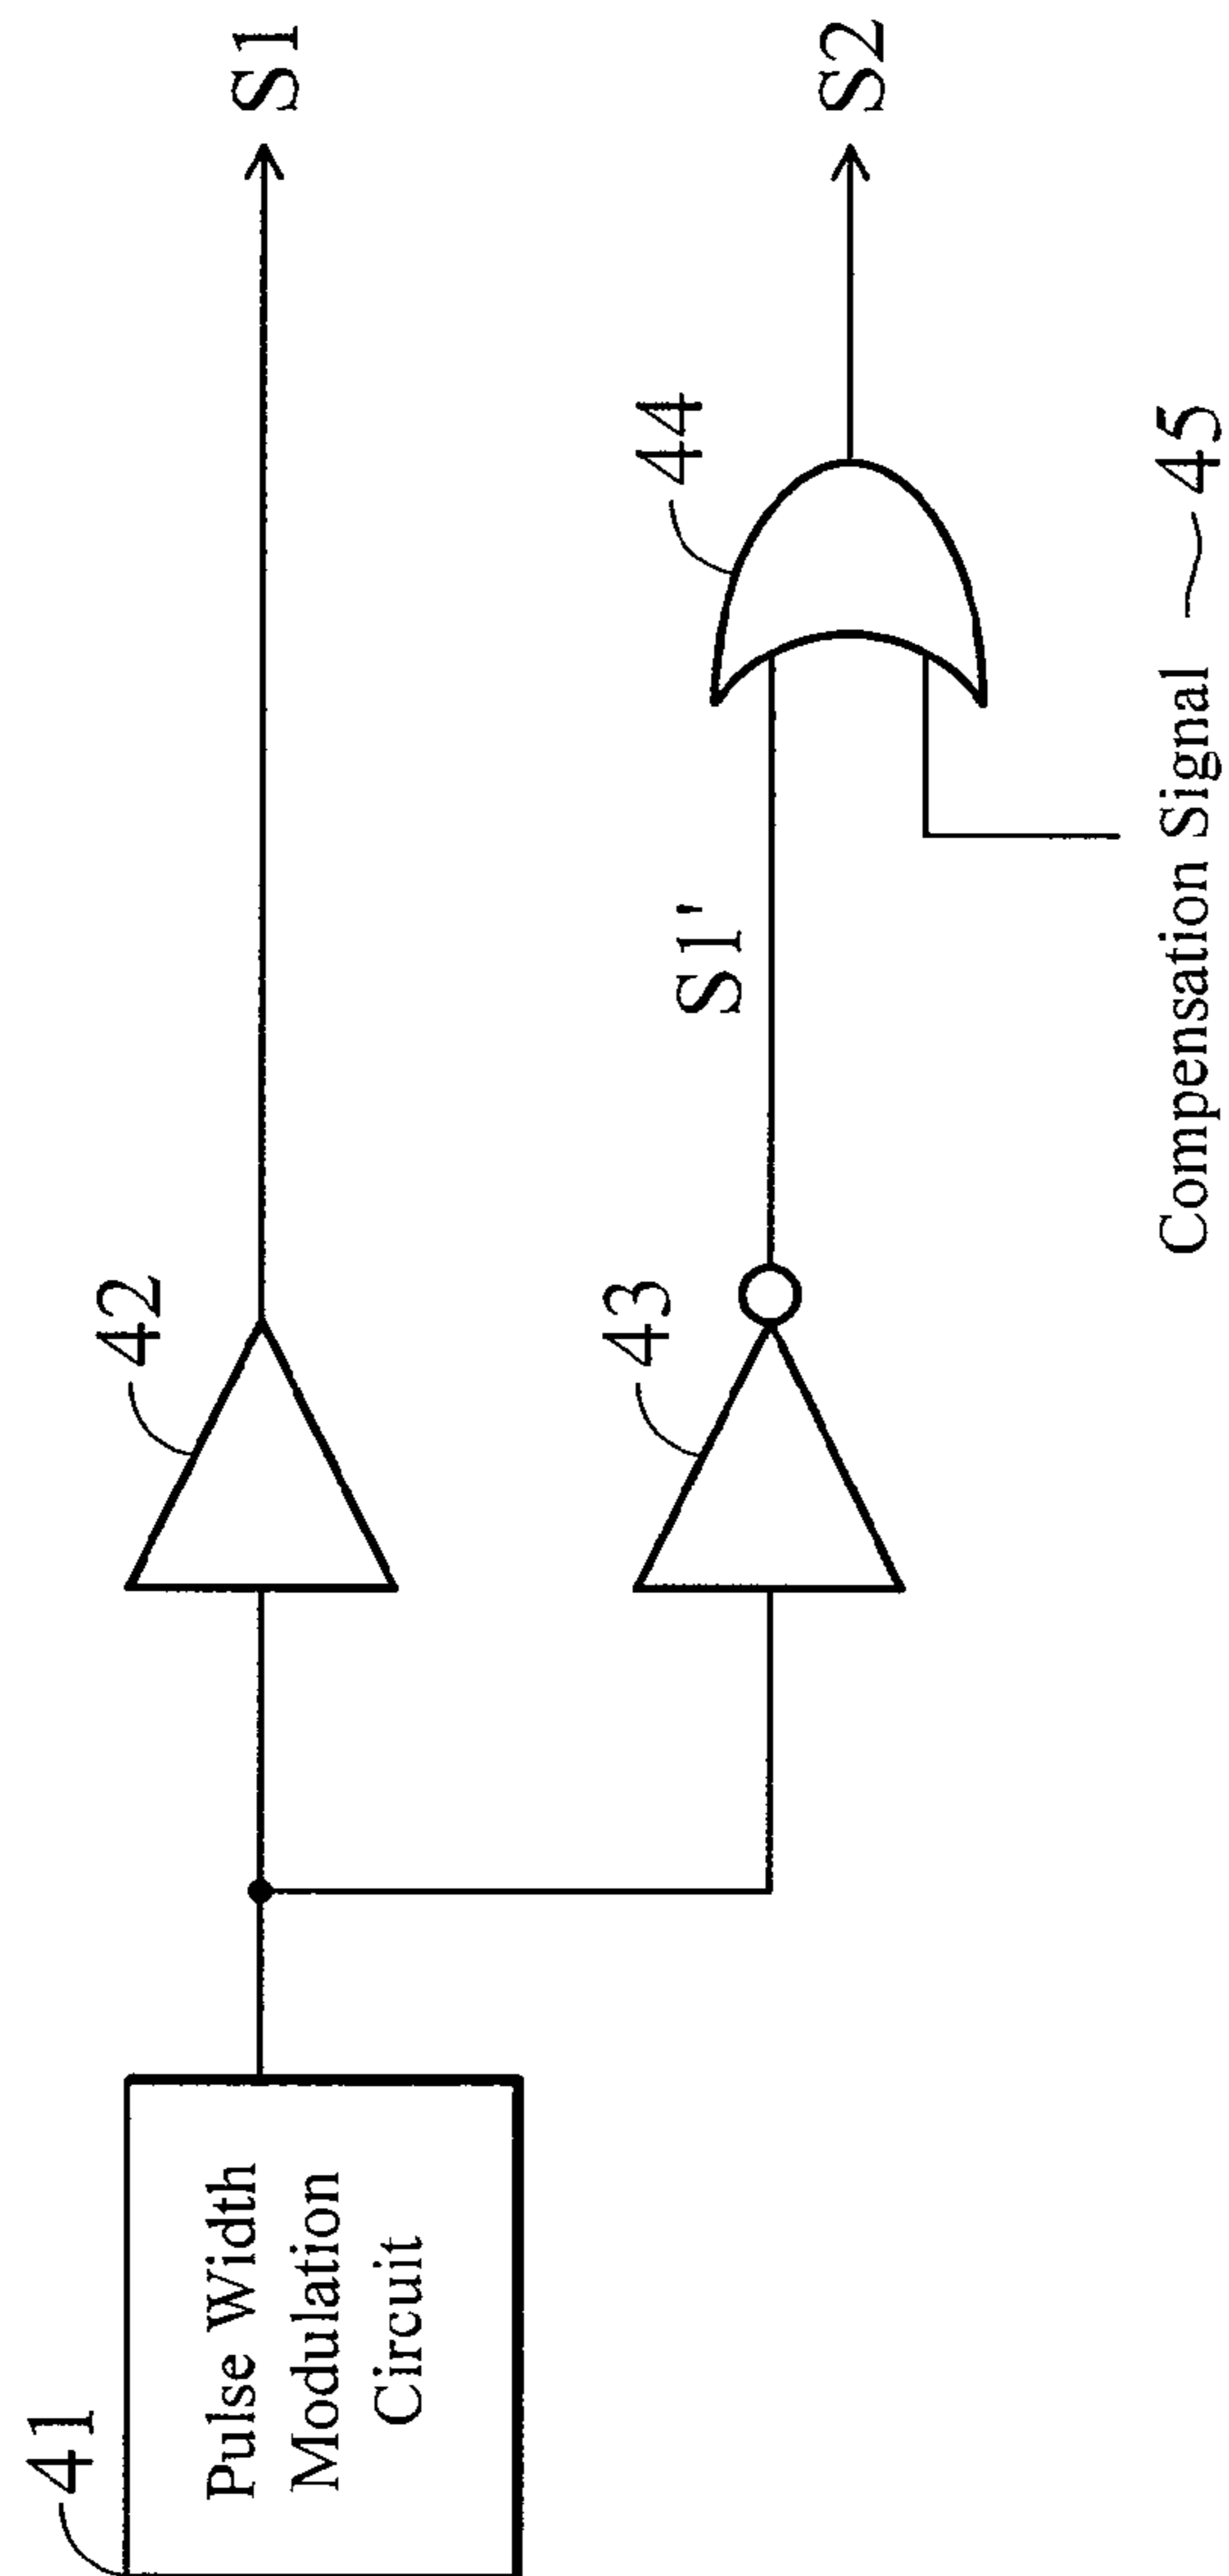 41
Pulse Width
Modulation
Circuit
42
S1
43
S1'
44
S2
Compensation Signal
45